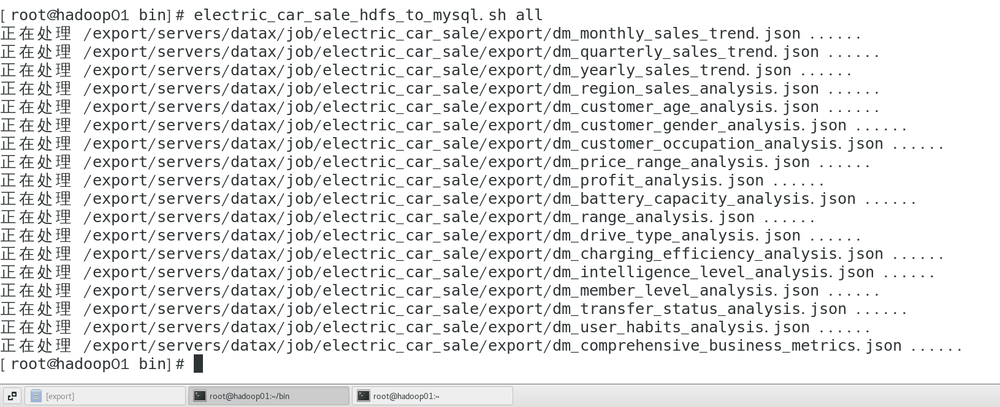 [root@hadoop01 bin]# electric_car_sale_hdfs_to_mysql.sh all
正在处理 /export/servers/datax/job/electric_car_sale/export/dm_monthly_sales_trend.json ......
正在处理 /export/servers/datax/job/electric_car_sale/export/dm_quarterly_sales_trend.json ......
正在处理 /export/servers/datax/job/electric_car_sale/export/dm_yearly_sales_trend.json ......
正在处理 /export/servers/datax/job/electric_car_sale/export/dm_region_sales_analysis.json ......
正在处理 /export/servers/datax/job/electric_car_sale/export/dm_customer_age_analysis.json ......
正在处理 /export/servers/datax/job/electric_car_sale/export/dm_customer_gender_analysis.json ......
正在处理 /export/servers/datax/job/electric_car_sale/export/dm_customer_occupation_analysis.json ......
正在处理 /export/servers/datax/job/electric_car_sale/export/dm_price_range_analysis.json ......
正在处理 /export/servers/datax/job/electric_car_sale/export/dm_profit_analysis.json ......
正在处理 /export/servers/datax/job/electric_car_sale/export/dm_battery_capacity_analysis.json ......
正在处理 /export/servers/datax/job/electric_car_sale/export/dm_range_analysis.json ......
正在处理 /export/servers/datax/job/electric_car_sale/export/dm_drive_type_analysis.json ......
正在处理 /export/servers/datax/job/electric_car_sale/export/dm_charging_efficiency_analysis.json ......
正在处理 /export/servers/datax/job/electric_car_sale/export/dm_intelligence_level_analysis.json ......
正在处理 /export/servers/datax/job/electric_car_sale/export/dm_member_level_analysis.json ......
正在处理 /export/servers/datax/job/electric_car_sale/export/dm_transfer_status_analysis.json ......
正在处理 /export/servers/datax/job/electric_car_sale/export/dm_user_habits_analysis.json ......
正在处理 /export/servers/datax/job/electric_car_sale/export/dm_comprehensive_business_metrics.json ......
[root@hadoop01 bin]#
[export] root@hadoop01:~/bin root@hadoop01:~